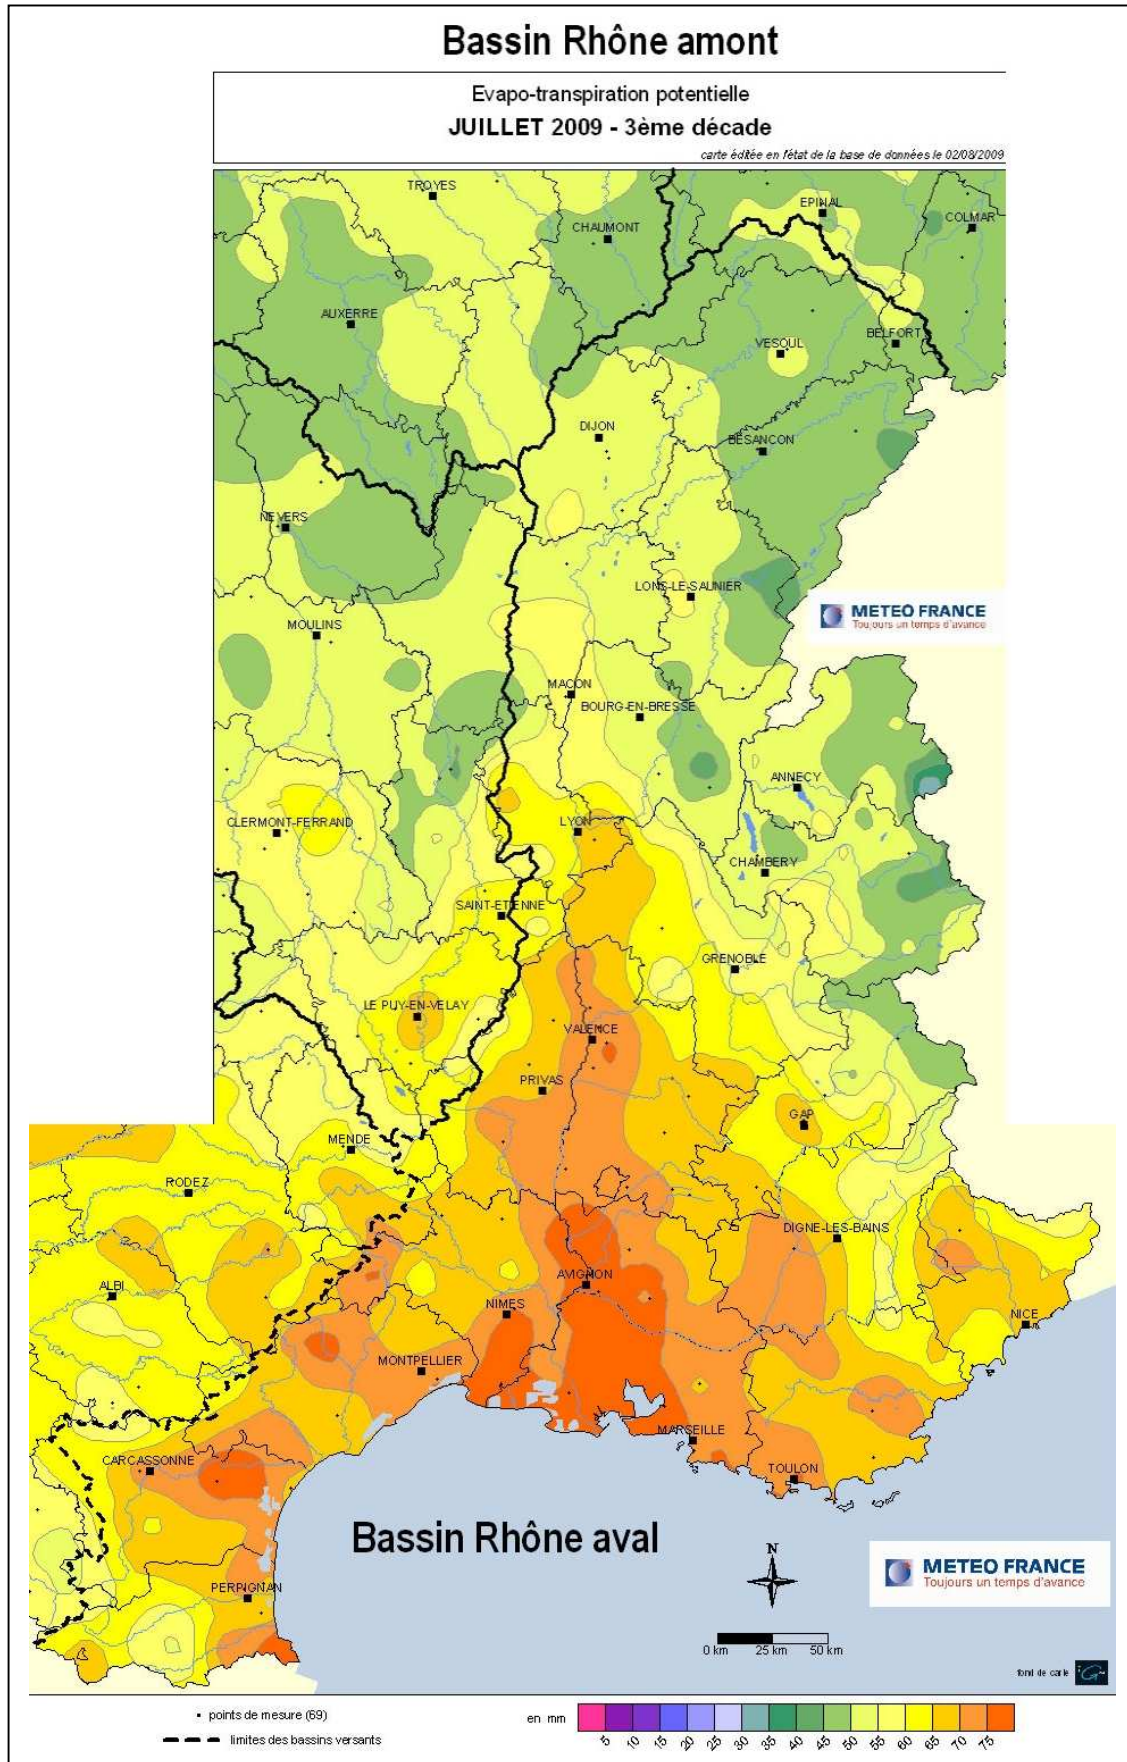 Bassin Rhône amont
Evapo-transpiration potentielle
JUILLET 2009 - 3ème décade
carte éditée en l'état de la base de données le 02/08/2009
TROYES
EPINAL
COLMAR
CHAUMONT
AUXERRE
BELFORT
VESOUL
DIJON
BESANCON
NEVERS
LONS-LE-SAUNIER
METEO FRANCE
Toujours un temps d'avance
MOULINS
MACON
BOURG-EN-BRESSE
ANNECY
CLERMONT-FERRAND
LYON
CHAMBERY
SAINT-ETIENNE
GRENOBLE
LE PUY-EN-VELAY
VALENCE
PRIVAS
GAP
MENDE
RODEZ
DIGNE-LES-BAINS
ALBI
AVIGNON
NIMES
NICE
MONTPELLIER
MARSEILLE
CARCASSONNE
TOULON
Bassin Rhône aval
N
METEO FRANCE
Toujours un temps d'avance
PERPIGNAN
0 km 25 km 50 km
fond de carte
points de mesure (69)
en mm
limites des bassins versants
5 10 15 20 25 30 35 40 45 50 55 60 65 70 75